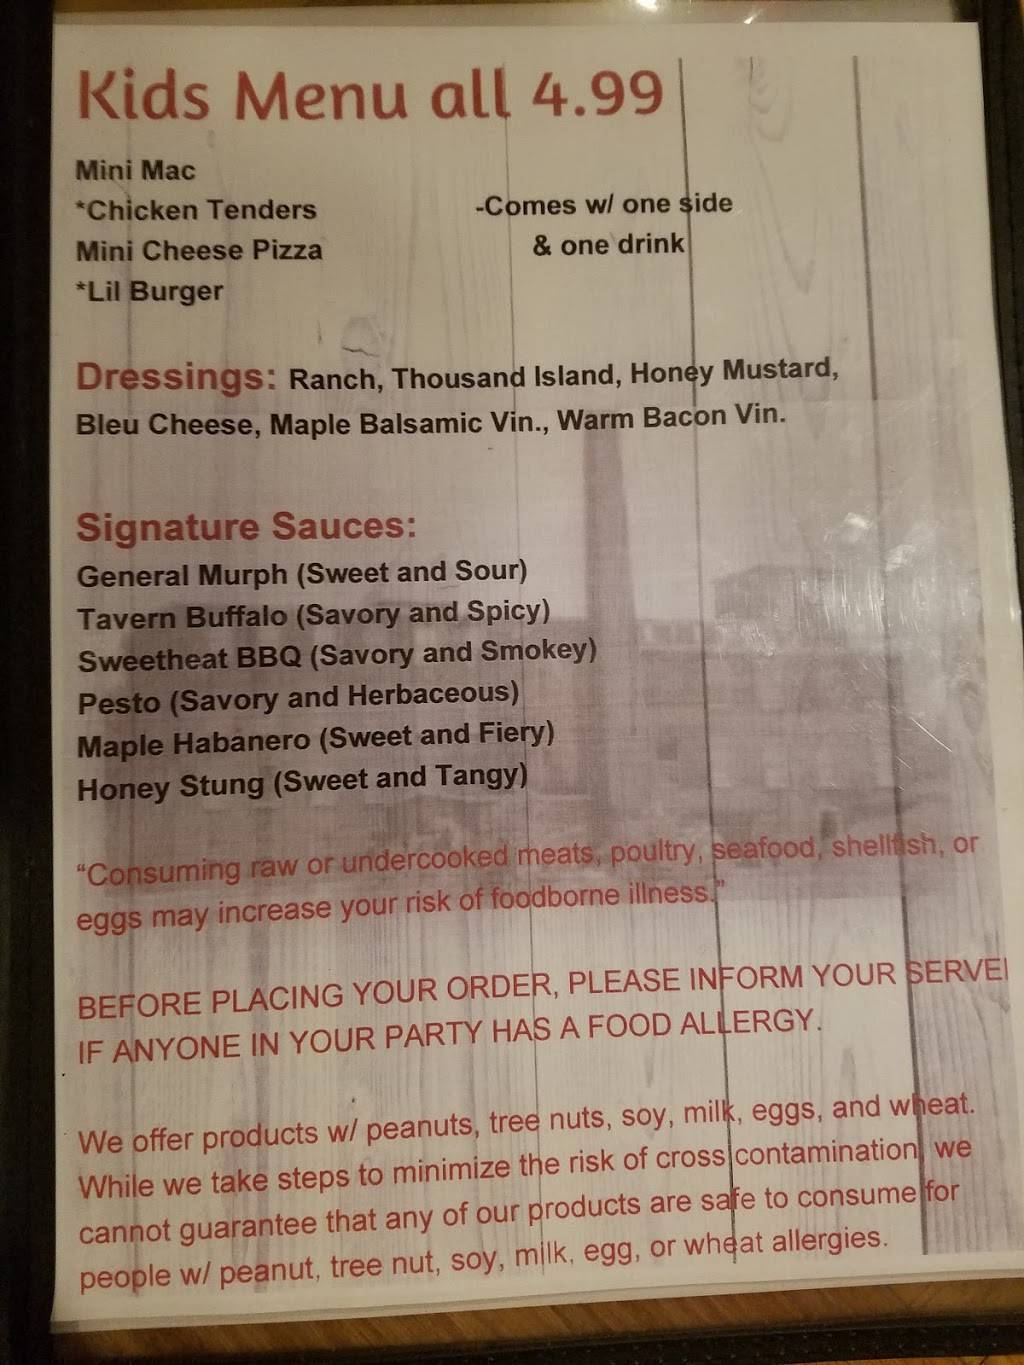 Kids Menu all 4.99
Mini Mac
*Chicken Tenders
Mini Cheese Pizza
*Lil Burger
-Comes w/ one side
& one drink
Dressings: Ranch, Thousand Island, Honey Mustard,
Bleu Cheese, Maple Balsamic Vin., Warm Bacon Vin.
Signature Sauces:
General Murph (Sweet and Sour)
Tavern Buffalo (Savory and Spicy)
Sweetheat BBQ (Savory and Smokey)
Pesto (Savory and Herbaceous)
Maple Habanero (Sweet and Fiery)
Honey Stung (Sweet and Tangy)
“Consuming raw or undercooked meats, poultry, seafood, shellfish, or
eggs may increase your risk of foodborne illness.”
BEFORE PLACING YOUR ORDER, PLEASE INFORM YOUR SERVE
IF ANYONE IN YOUR PARTY HAS A FOOD ALLERGY.
We offer products w/ peanuts, tree nuts, soy, milk, eggs, and wheat.
While we take steps to minimize the risk of cross contamination, we
cannot guarantee that any of our products are safe to consume for
people w/ peanut, tree nut, soy, milk, egg, or wheat allergies.